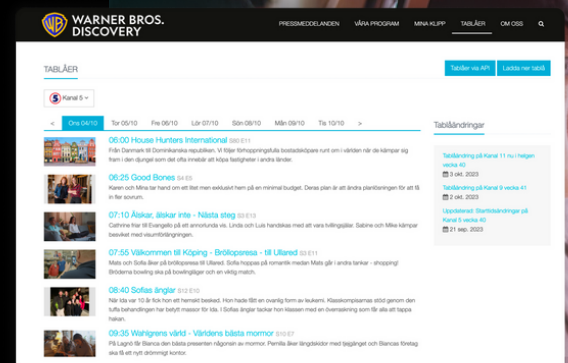 WARNER BROS.
DISCOVERY
PRESSMEDDELANDEN VÅRA PROGRAM MINA KLIPP TABLÅER OM OSS
TABLÅER
Tablåer via API Ladda ner tablå
5 Kanal 5
< Ons 04/10 Tor 05/10 Fre 06/10 Lör 07/10 Sön 08/10 Mån 09/10 Tis 10/10 >
06:00 House Hunters International S80 E11
Från Danmark till Dominikanska republiken. Vi följer förhoppningsfulla bostadsköpare runt om i världen när de kämpar sig
fram i den djungel som det ofta innebär att köpa fastigheter i andra länder.
06:25 Good Bones S4 E5
Karen och Mina tar hand om ett litet men exklusivt hem på en minimal budget. Deras plan är att ändra planlösningen för att få
in fler sovrum.
07:10 Älskar, älskar inte - Nästa steg S3 E13
Cathrine friar till Evangelio på ett annorlunda vis. Linda och Luis handskas med att vara tvillingsjälar. Sabine och Mike kämpar
besviket med visumförlängningen.
07:55 Välkommen till Köping - Bröllopsresa - till Ullared S3 E11
Mats och Sofia åker på bröllopsresa till Ullared. Sofia hoppas på romantik medan Mats går i andra tankar - shopping!
Bröderna bowling ska på bowlingläger och en viktig match.
08:40 Sofias änglar S12 E10
När Ida var 10 år fick hon ett hemskt besked. Hon hade fått en ovanlig form av leukemi. Klasskompisarnas stöd genom den
tuffa behandlingen har betytt massor för Ida. I Sofias änglar tackar hon klassen med en överraskning som får alla att tappa
hakan.
09:35 Wahlgrens värld - Världens bästa mormor S10 E7
På Lagnö får Bianca den bästa presenten någonsin av mormor. Pernilla åker längdskidor med tjejgänget och Biancas företag
ska få ett nytt drömmigt kontor.
Tablåändringar
Tablåändring på Kanal 11 nu i helgen
vecka 40
3 okt, 2023
Tablåändring på Kanal 9 vecka 41
2 okt, 2023
Uppdaterad: Starttidsändringar på
Kanal 5 vecka 40
21 sep, 2023